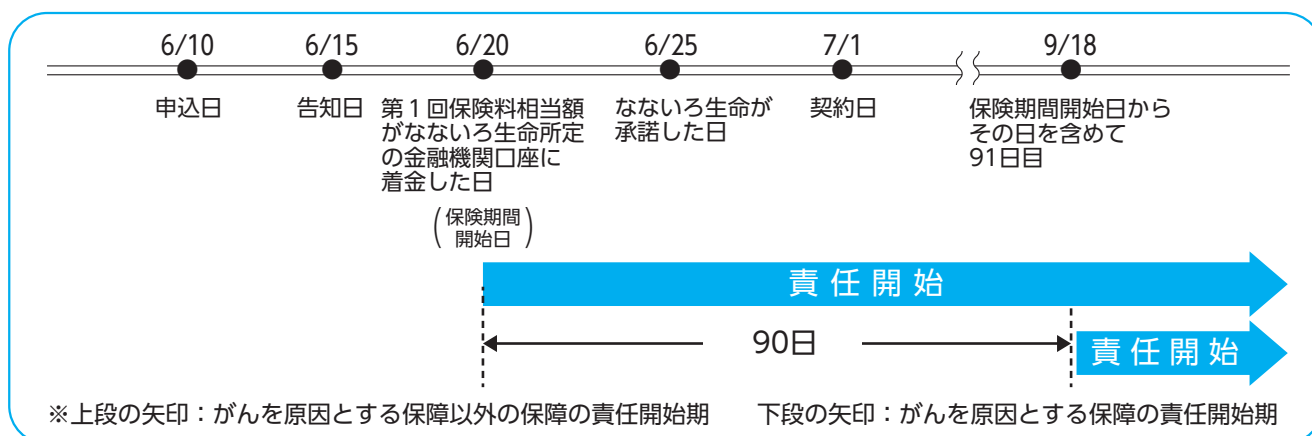 6/10 6/15 6/20 6/25 7/1 9/18
申込日
告知日
第1回保険料相当額
がなないろ生命所定
の金融機関口座に
着金した日
(保険期間
開始日)
なないろ生命が
承諾した日
契約日
保険期間開始日から
その日を含めて
91日目
責任開始
90日
責任開始
※上段の矢印：がんを原因とする保障以外の保障の責任開始期 下段の矢印：がんを原因とする保障の責任開始期